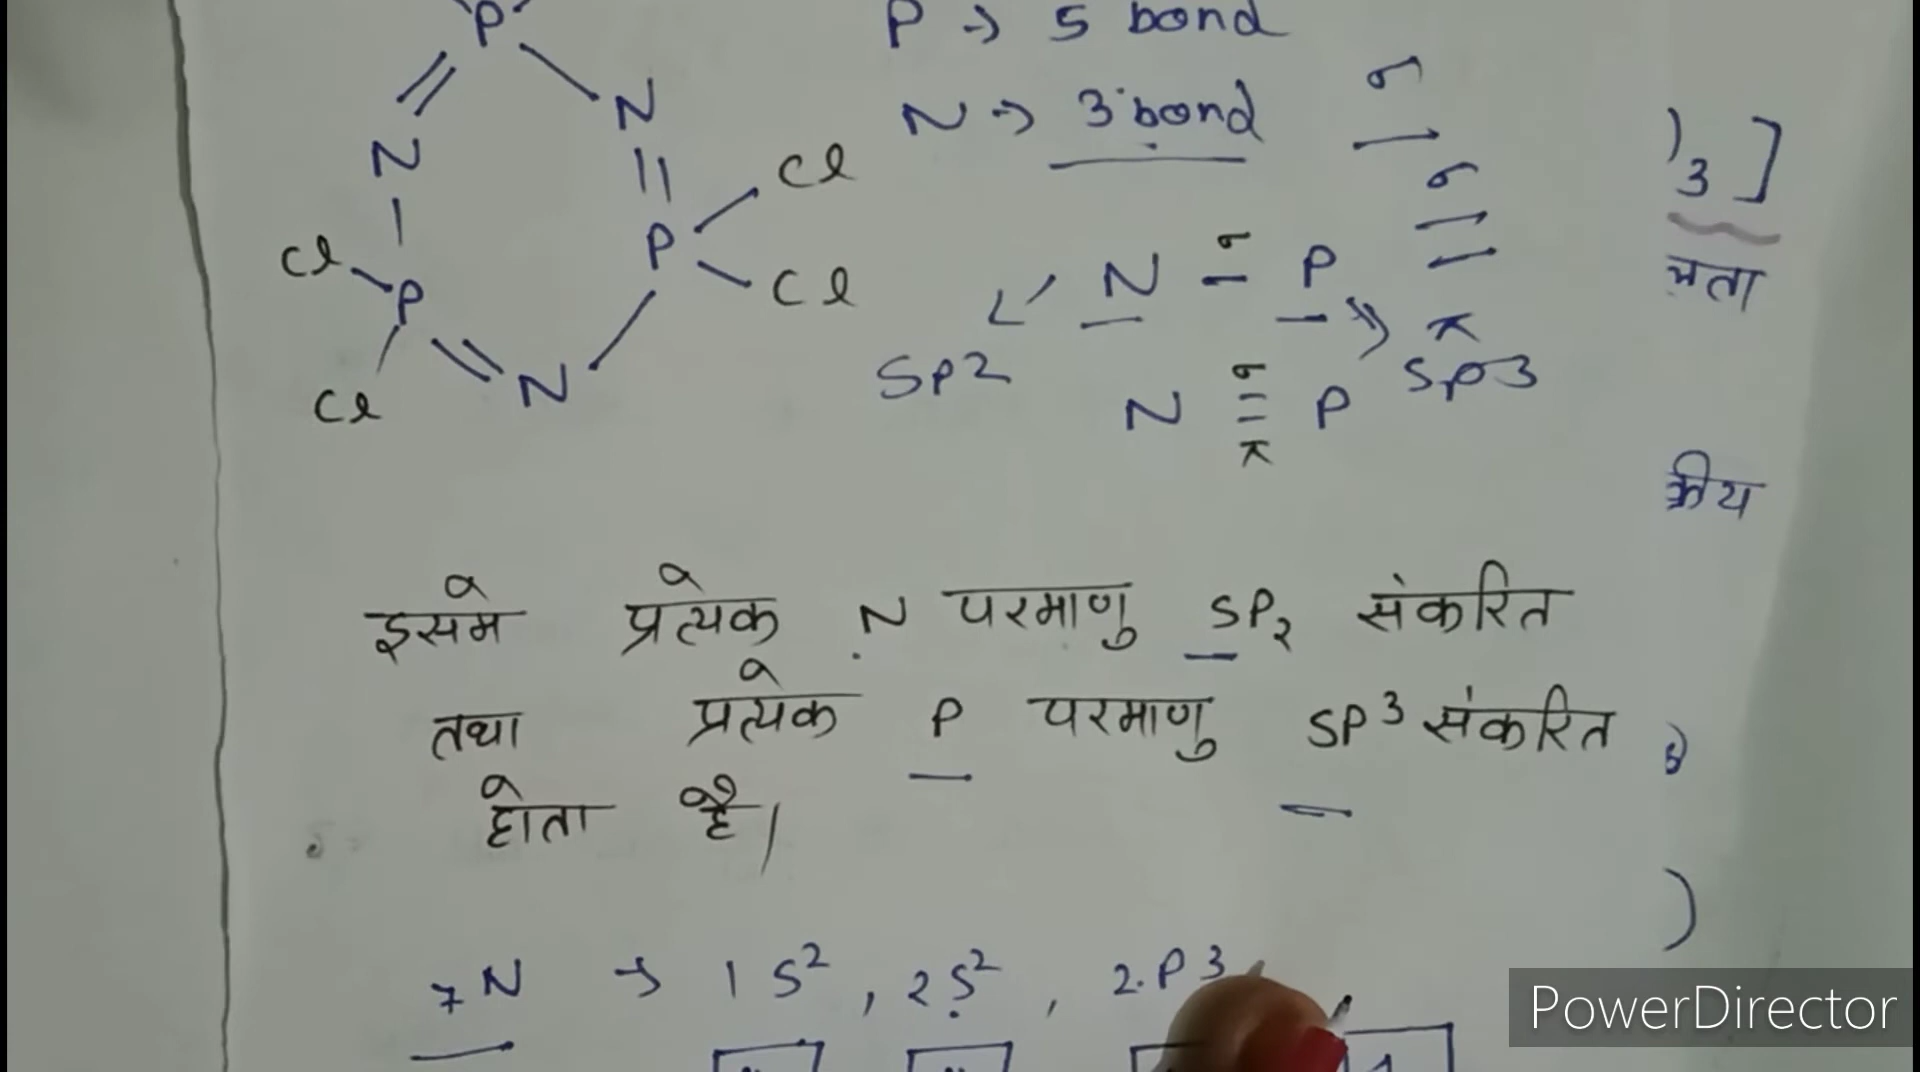 P
P → 5 bond
N
N → 3 bond
σ
Cl
σ
)3]
N
P
Cl
N
σ
P
π
Cl
P
Cl
N
SP2
SP3
N
σ
P
π
कीय
इसमे प्रत्येक N परमाणु SP2 संकरित
तथा प्रत्येक P परमाणु SP3 संकरित
होता है।
)
7N → 1S2, 2S2, 2P3
PowerDirector